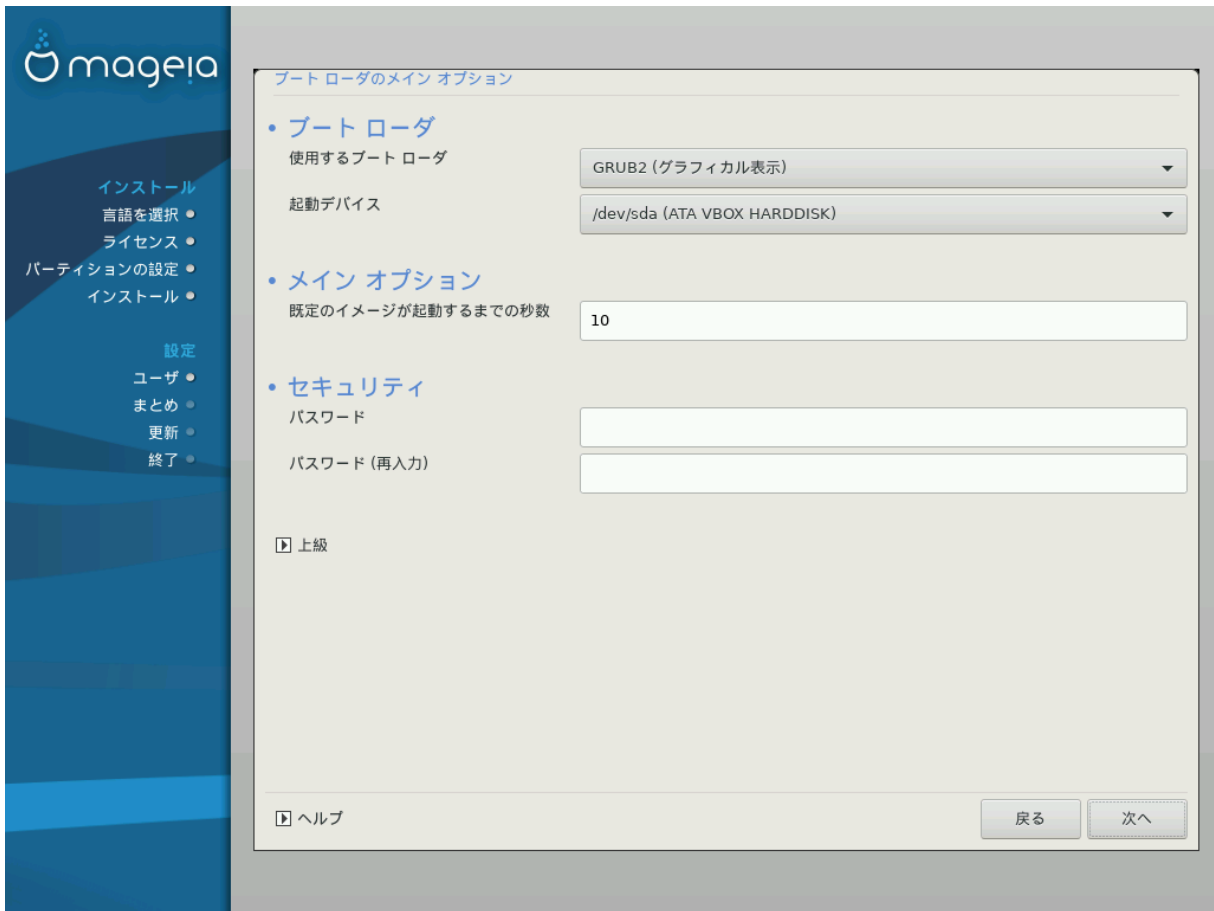 mageia
インストール
言語を選択
ライセンス
パーティションの設定
インストール
設定
ユーザ
まとめ
更新
終了
ブート ローダのメイン オプション
ブート ローダ
使用するブート ローダ
GRUB2 (グラフィカル表示)
起動デバイス
/dev/sda (ATA VBOX HARDDISK)
メイン オプション
既定のイメージが起動するまでの秒数
10
セキュリティ
パスワード
パスワード (再入力)
上級
ヘルプ
戻る
次へ